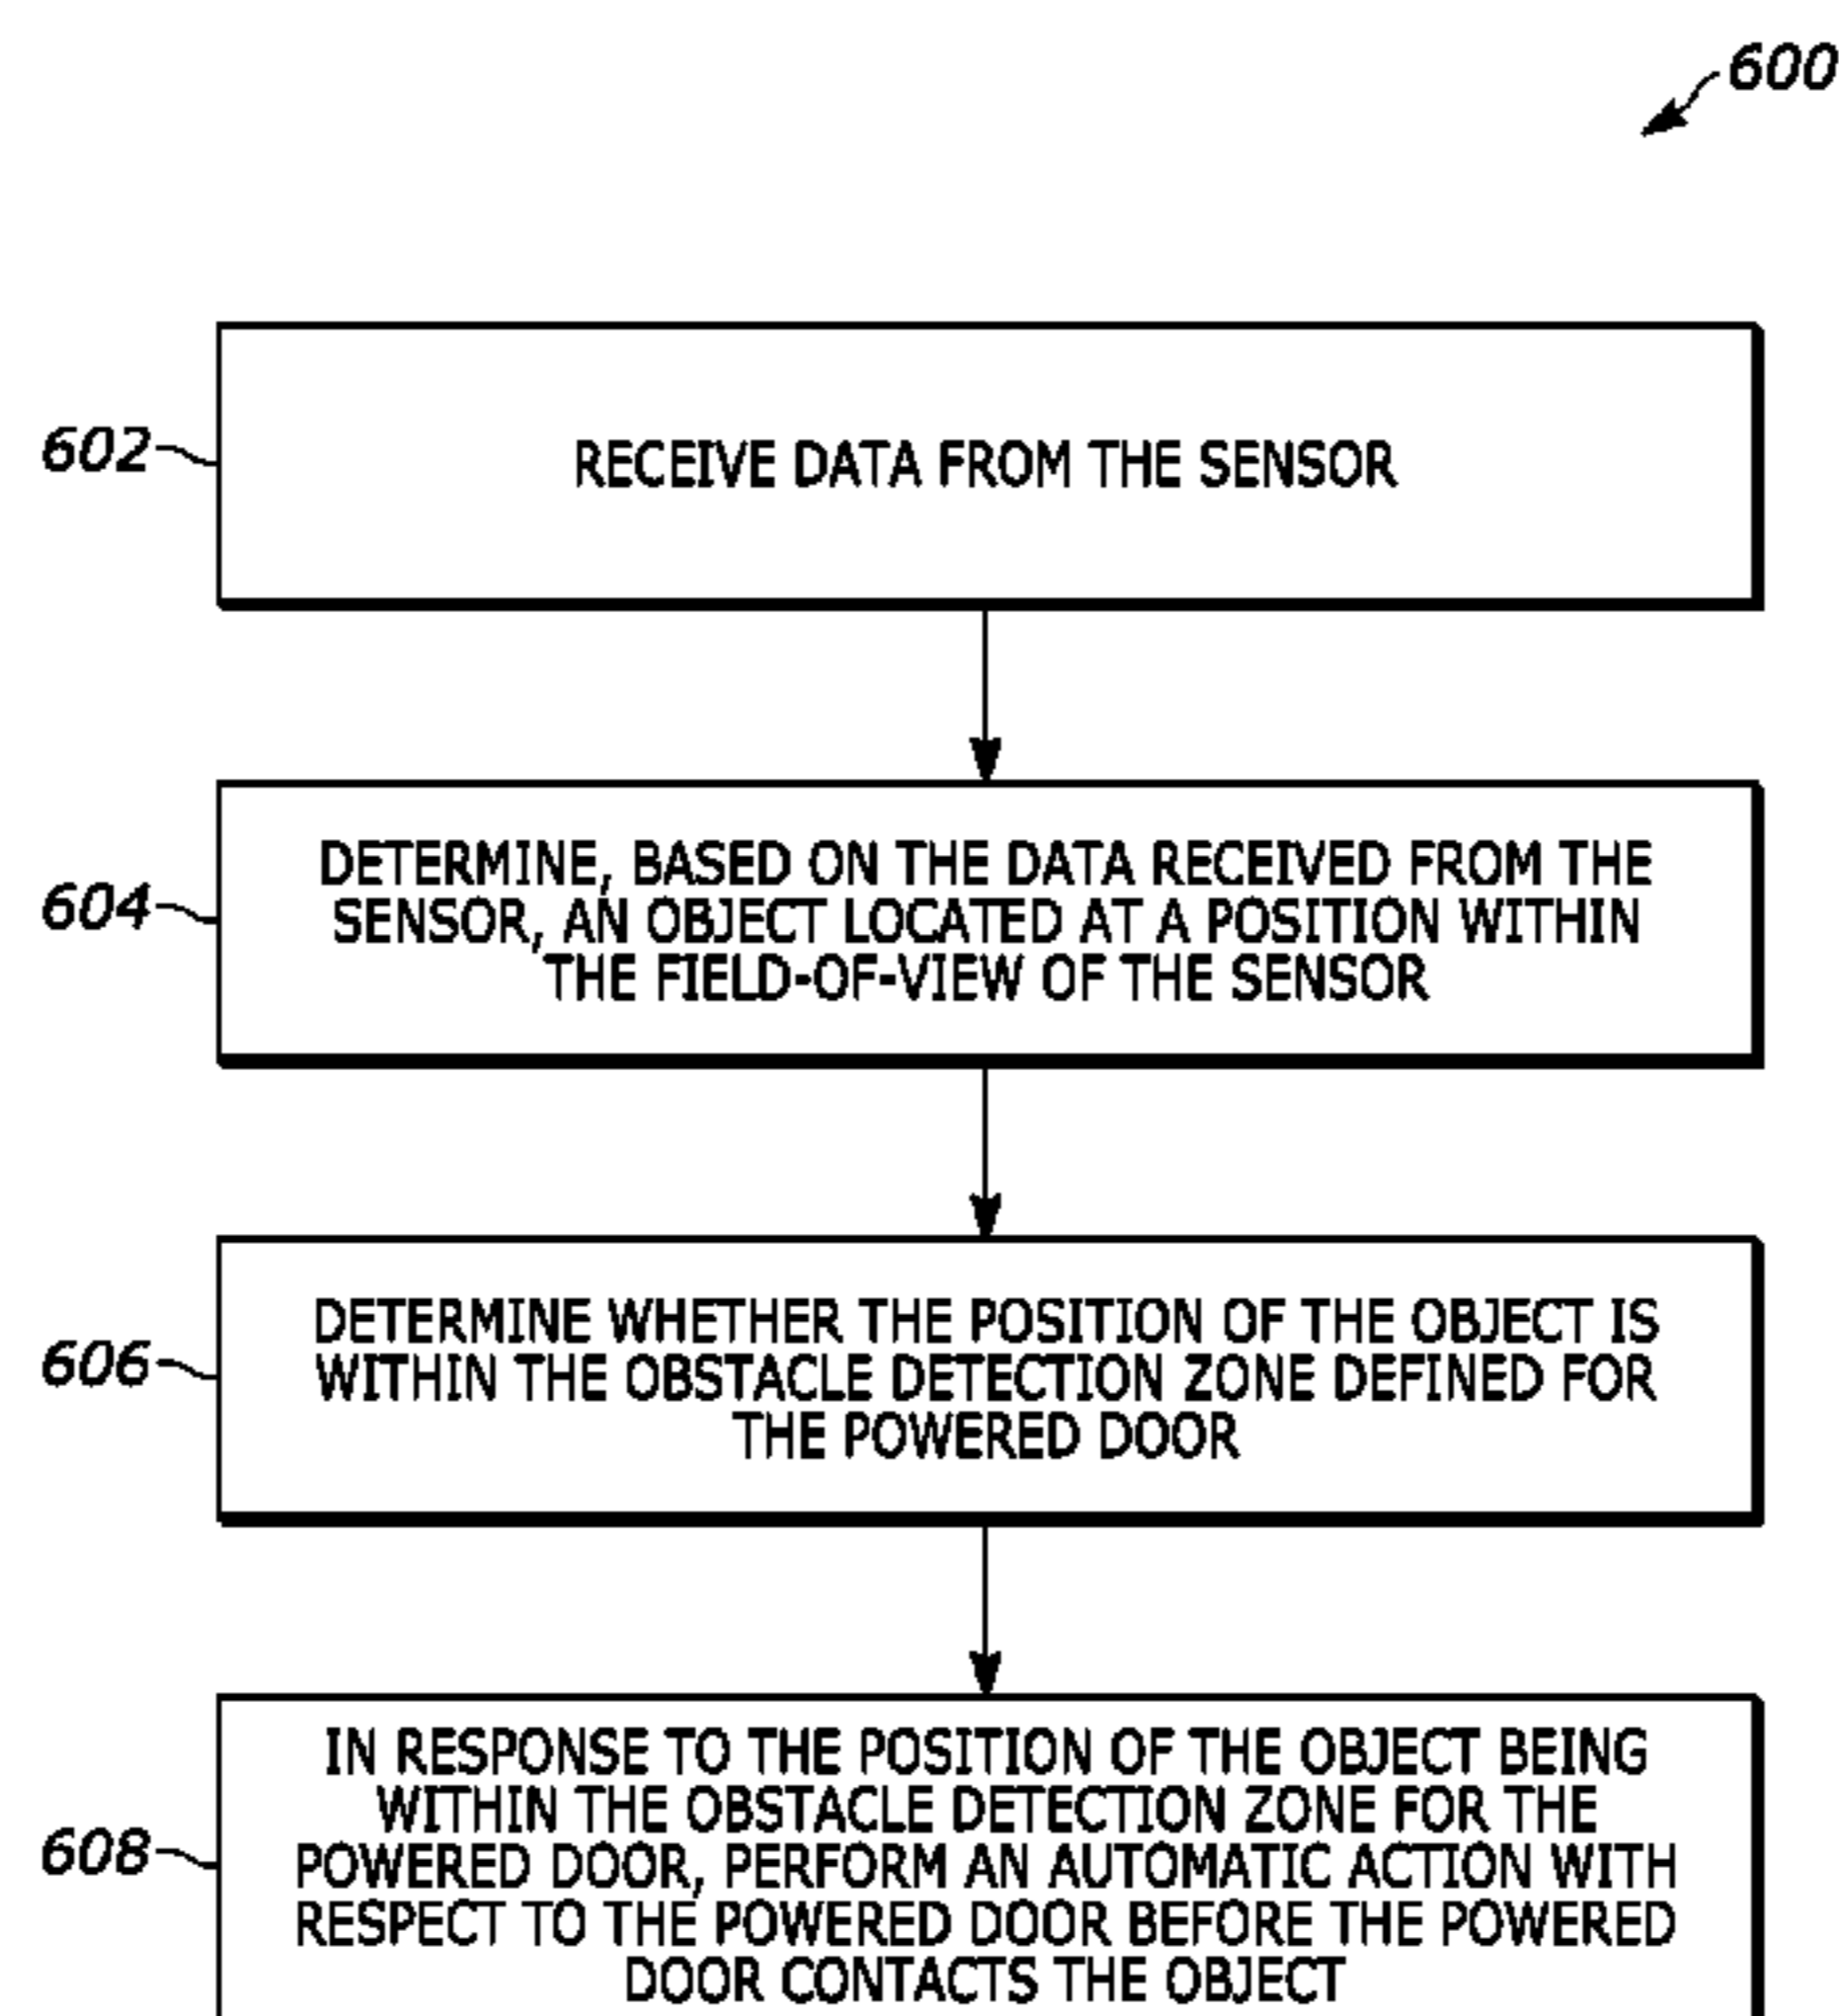 600
602
RECEIVE DATA FROM THE SENSOR
604
DETERMINE, BASED ON THE DATA RECEIVED FROM THE
SENSOR, AN OBJECT LOCATED AT A POSITION WITHIN
THE FIELD-OF-VIEW OF THE SENSOR
606
DETERMINE WHETHER THE POSITION OF THE OBJECT IS
WITHIN THE OBSTACLE DETECTION ZONE DEFINED FOR
THE POWERED DOOR
608
IN RESPONSE TO THE POSITION OF THE OBJECT BEING
WITHIN THE OBSTACLE DETECTION ZONE FOR THE
POWERED DOOR, PERFORM AN AUTOMATIC ACTION WITH
RESPECT TO THE POWERED DOOR BEFORE THE POWERED
DOOR CONTACTS THE OBJECT